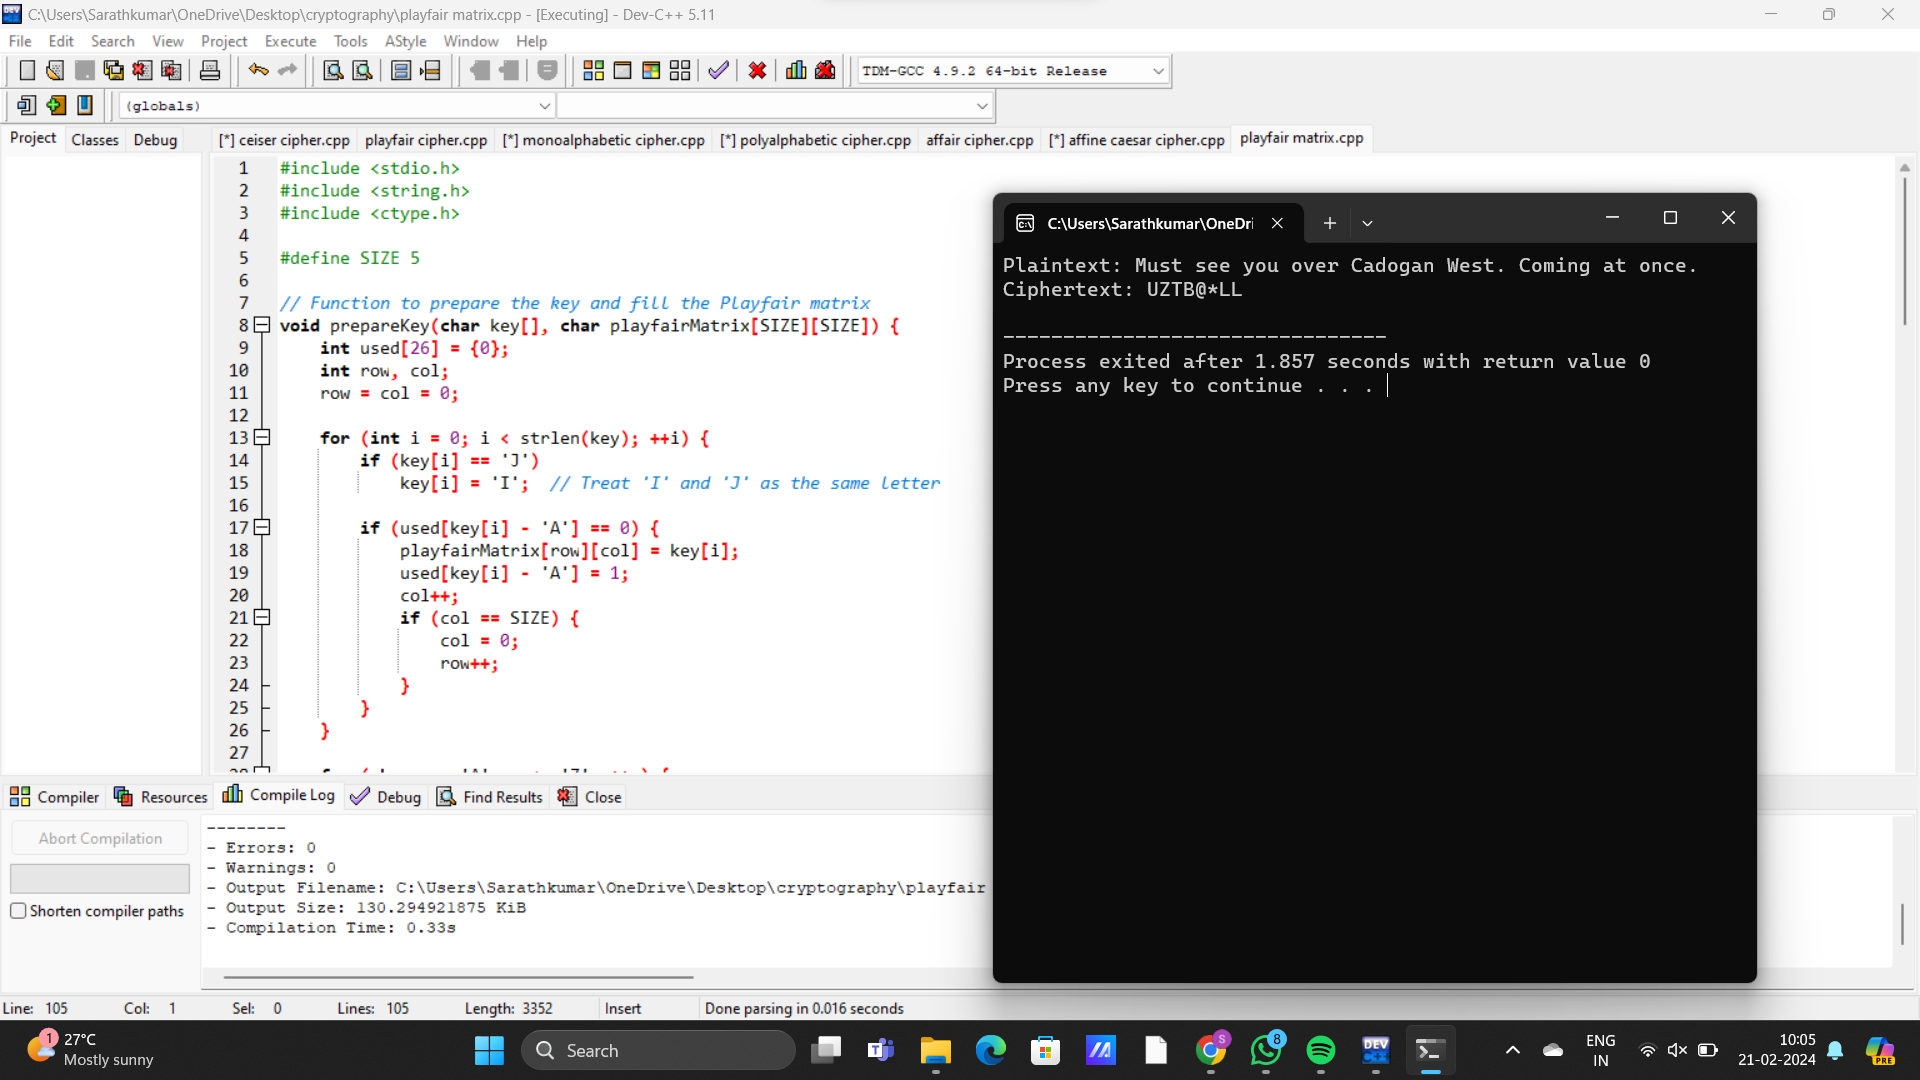 C:\Users\Sarathkumar\OneDrive\Desktop\cryptography\playfair matrix.cpp - [Executing] - Dev-C++ 5.11
File Edit Search View Project Execute Tools AStyle Window Help
TDM-GCC 4.9.2 64-bit Release
(globals)
Project Classes Debug
[*] ceiser cipher.cpp playfair cipher.cpp [*] monoalphabetic cipher.cpp [*] polyalphabetic cipher.cpp affair cipher.cpp [*] affine caesar cipher.cpp playfair matrix.cpp
1 #include <stdio.h>
2 #include <string.h>
3 #include <ctype.h>
4
5 #define SIZE 5
6
7 // Function to prepare the key and fill the Playfair matrix
8 void prepareKey(char key[], char playfairMatrix[SIZE][SIZE]) {
9 int used[26] = {0};
10 int row, col;
11 row = col = 0;
12
13 for (int i = 0; i < strlen(key); ++i) {
14 if (key[i] == 'J')
15 key[i] = 'I'; // Treat 'I' and 'J' as the same letter
16
17 if (used[key[i] - 'A'] == 0) {
18 playfairMatrix[row][col] = key[i];
19 used[key[i] - 'A'] = 1;
20 col++;
21 if (col == SIZE) {
22 col = 0;
23 row++;
24 }
25 }
26 }
27
C:\Users\Sarathkumar\OneDri
Plaintext: Must see you over Cadogan West. Coming at once.
Ciphertext: UZTB@*LL
--------------------------------
Process exited after 1.857 seconds with return value 0
Press any key to continue . . .
Compiler Resources Compile Log Debug Find Results Close
Abort Compilation
Shorten compiler paths
--------
- Errors: 0
- Warnings: 0
- Output Filename: C:\Users\Sarathkumar\OneDrive\Desktop\cryptography\playfair
- Output Size: 130.294921875 KiB
- Compilation Time: 0.33s
Line: 105 Col: 1 Sel: 0 Lines: 105 Length: 3352 Insert Done parsing in 0.016 seconds
1
27°C
Mostly sunny
Search
S
8
DEV
C++
ENG
IN
10:05
21-02-2024
PRE